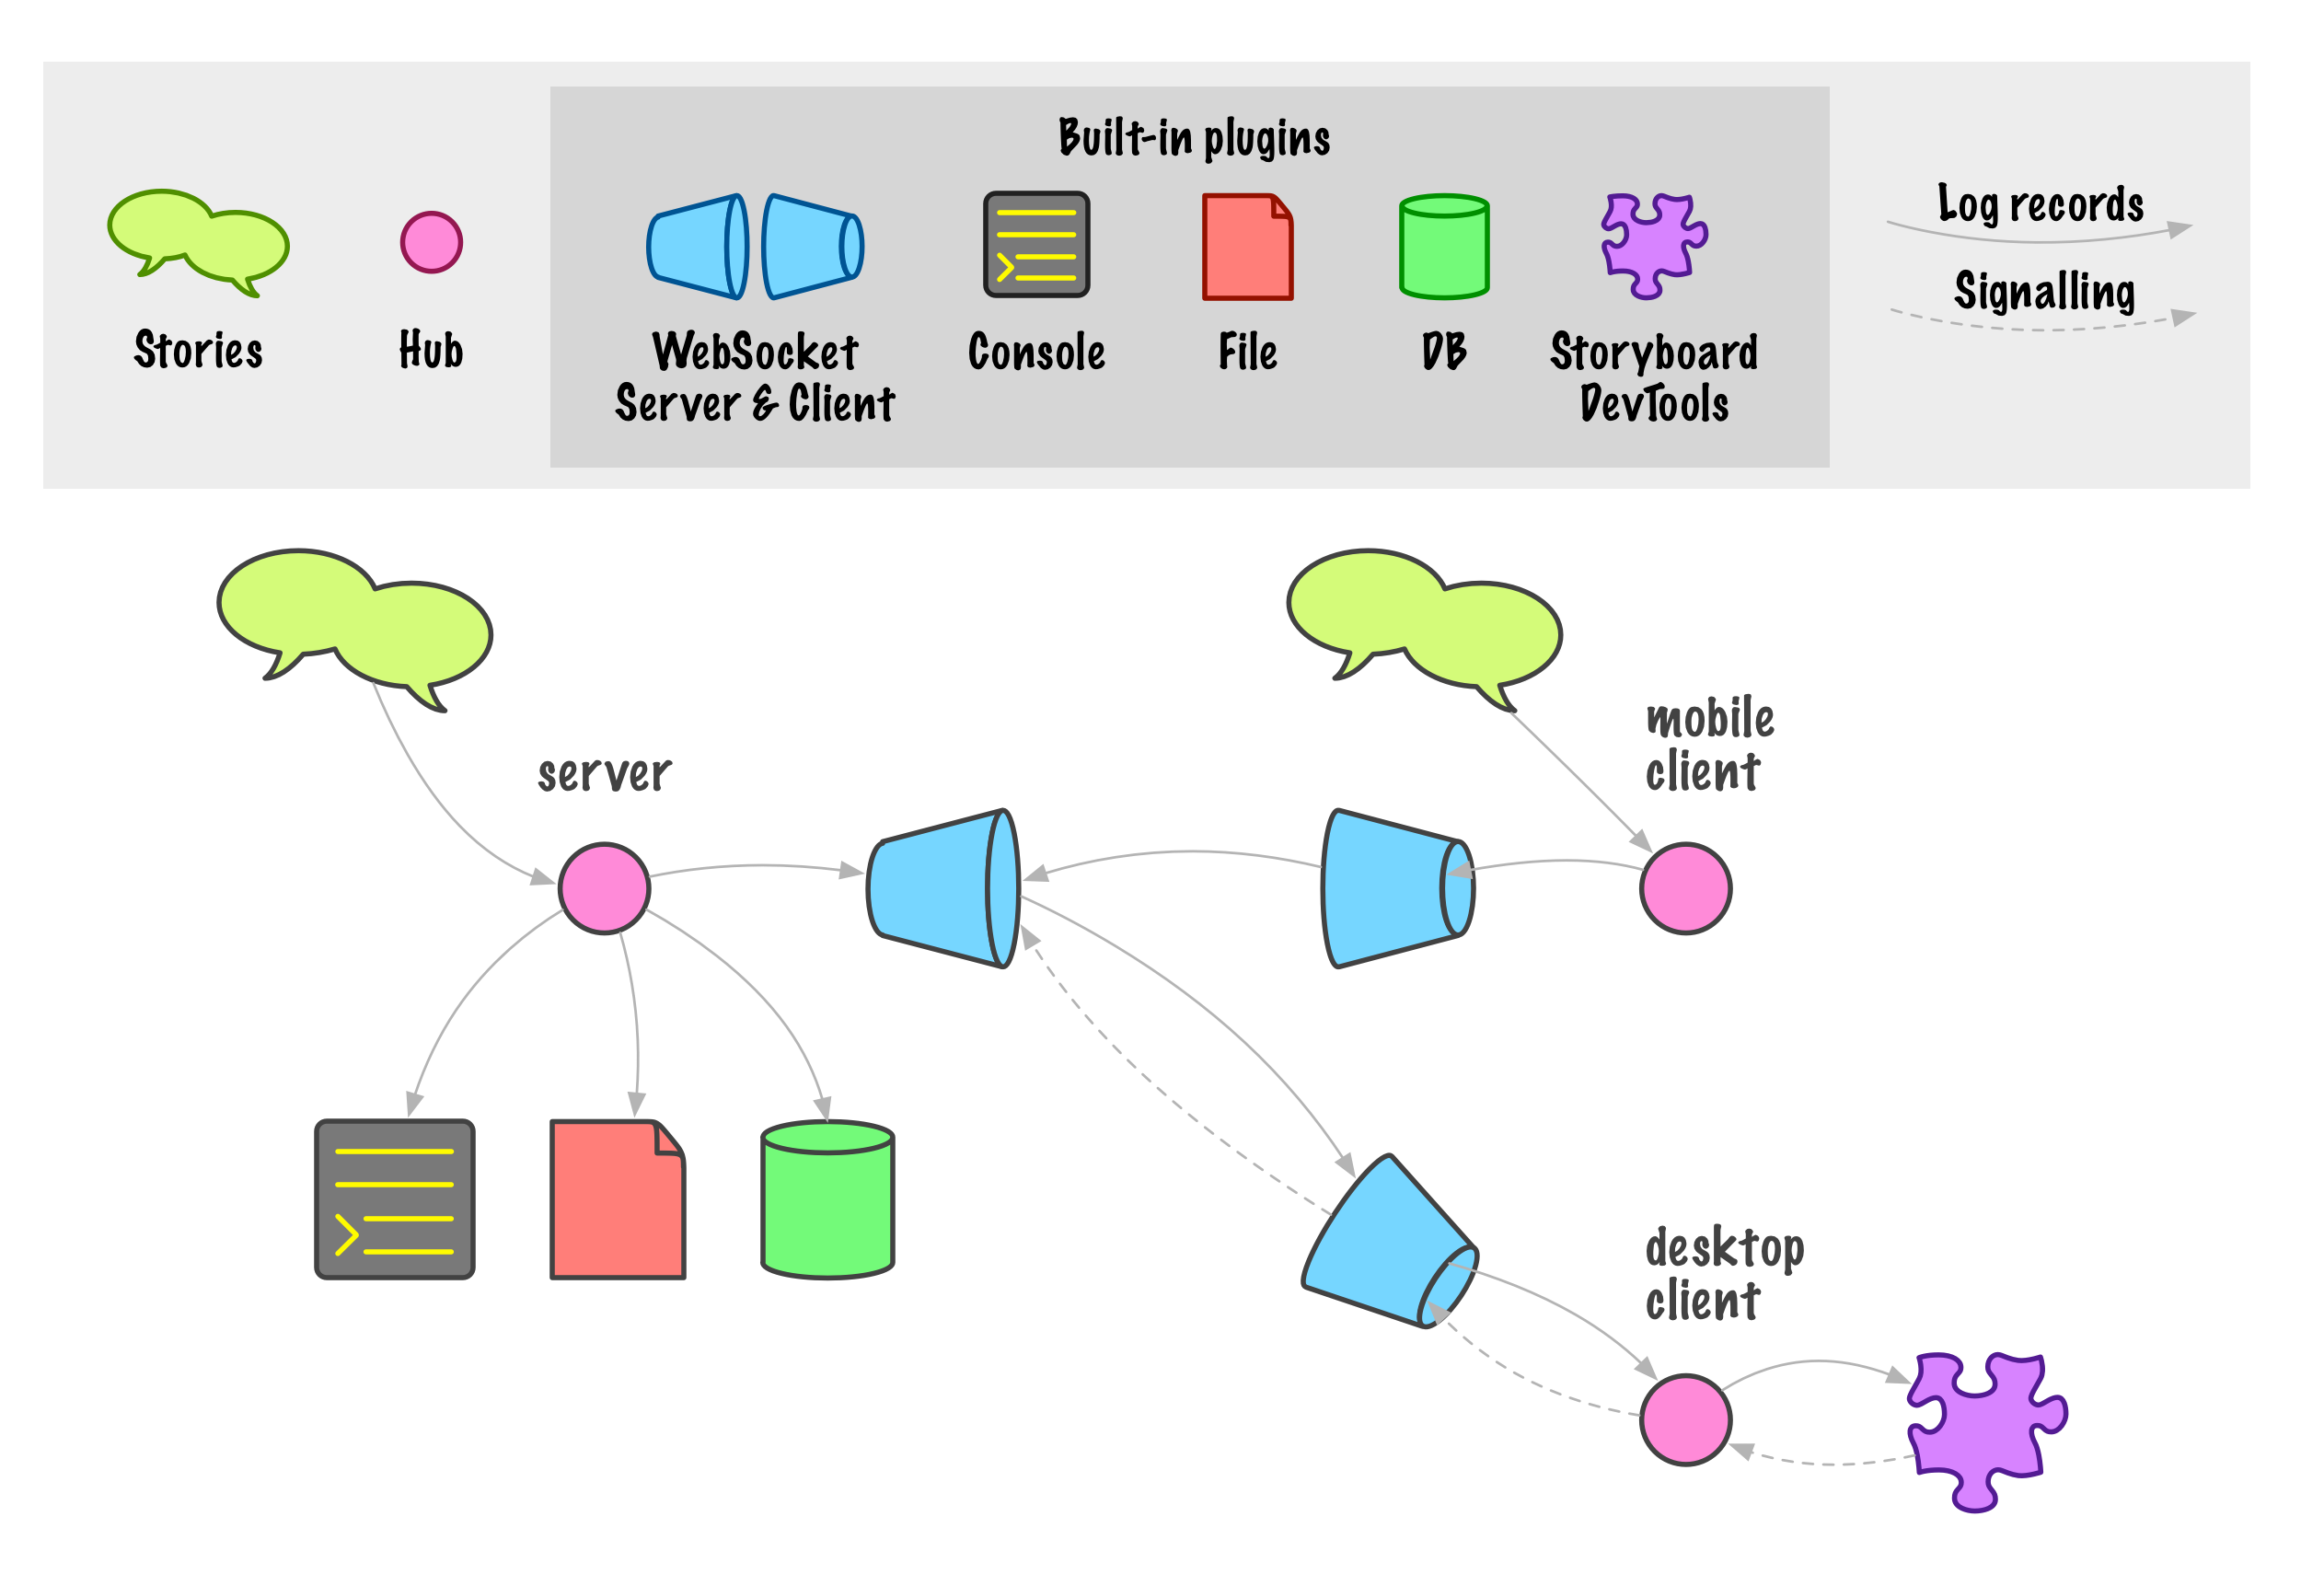 Built-in plugins
Stories
Hub
WebSocket
Server & Client
Console
File
DB
Storyboard
DevTools
Log records
Signalling
server
mobile
client
desktop
client